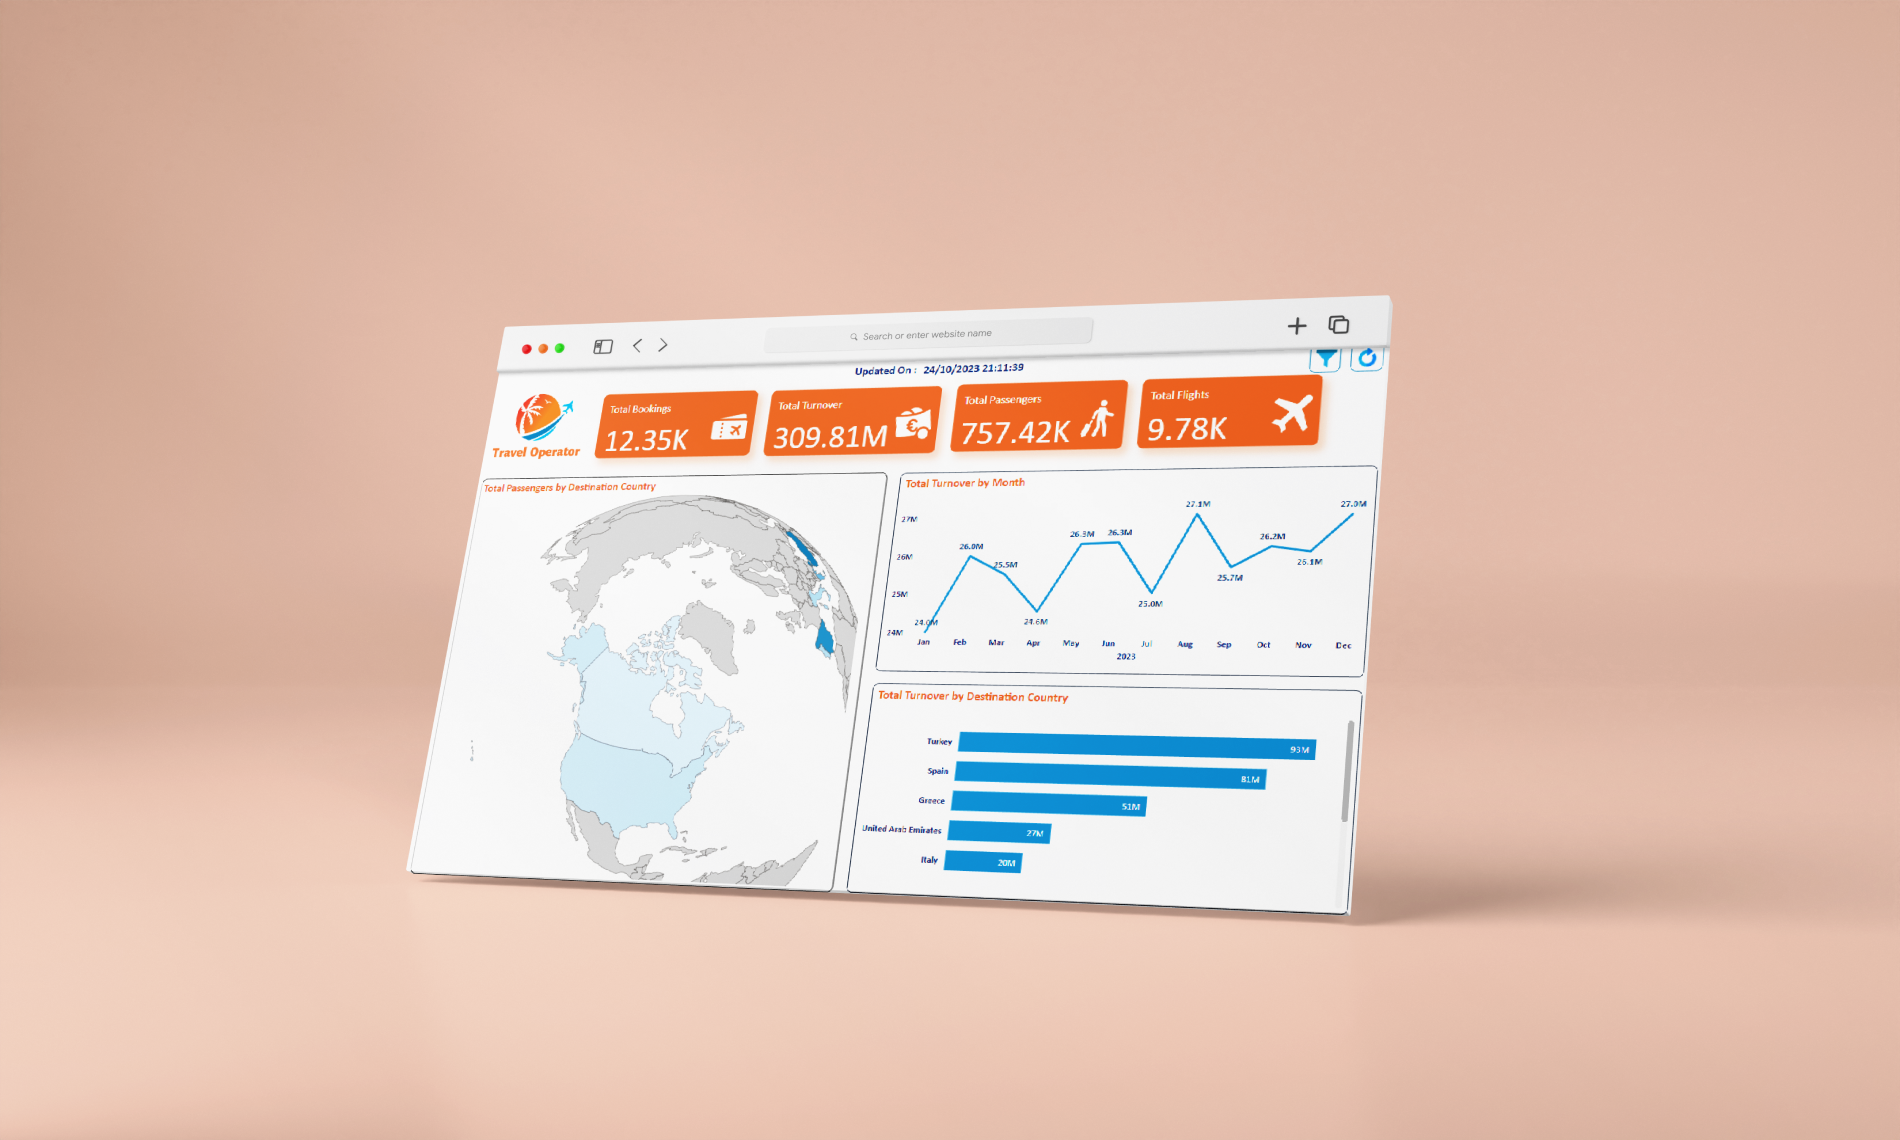 Search or enter website name
Updated On : 24/10/2023 21:11:39
Travel Operator
Total Bookings
12.35K
Total Turnover
309.81M
Total Passengers
757.42K
Total Flights
9.78K
Total Passengers by Destination Country
Total Turnover by Month
27M
26M
25M
24M
24.0M
26.0M
25.5M
24.6M
26.3M
26.3M
25.0M
27.1M
25.7M
26.2M
26.1M
27.0M
Jan Feb Mar Apr May Jun Jul Aug Sep Oct Nov Dec
2023
Total Turnover by Destination Country
Turkey 93M
Spain 81M
Greece 51M
United Arab Emirates 27M
Italy 20M